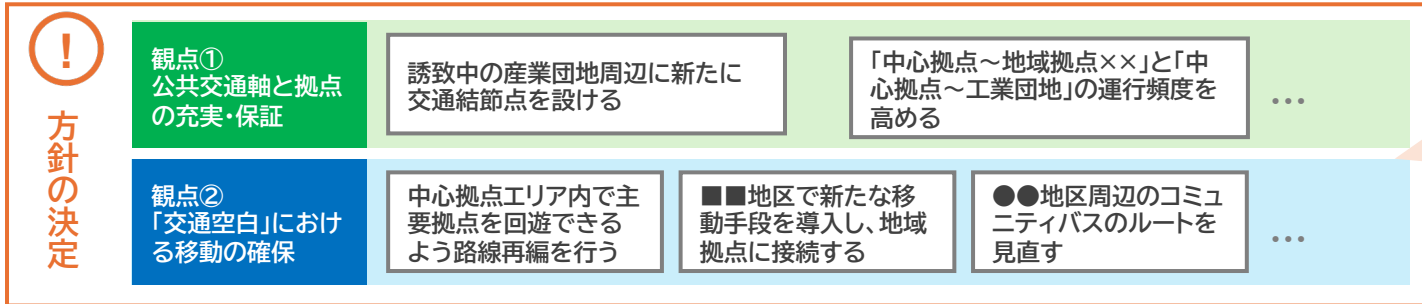 !
方針の決定
観点①
公共交通軸と拠点
の充実・保証
誘致中の産業団地周辺に新たに
交通結節点を設ける
「中心拠点～地域拠点××」と「中
心拠点～工業団地」の運行頻度を
高める
…
観点②
「交通空白」におけ
る移動の確保
中心拠点エリア内で主
要拠点を回遊できる
よう路線再編を行う
■■地区で新たな移
動手段を導入し、地域
拠点に接続する
●●地区周辺のコミュ
ニティバスのルートを
見直す
…